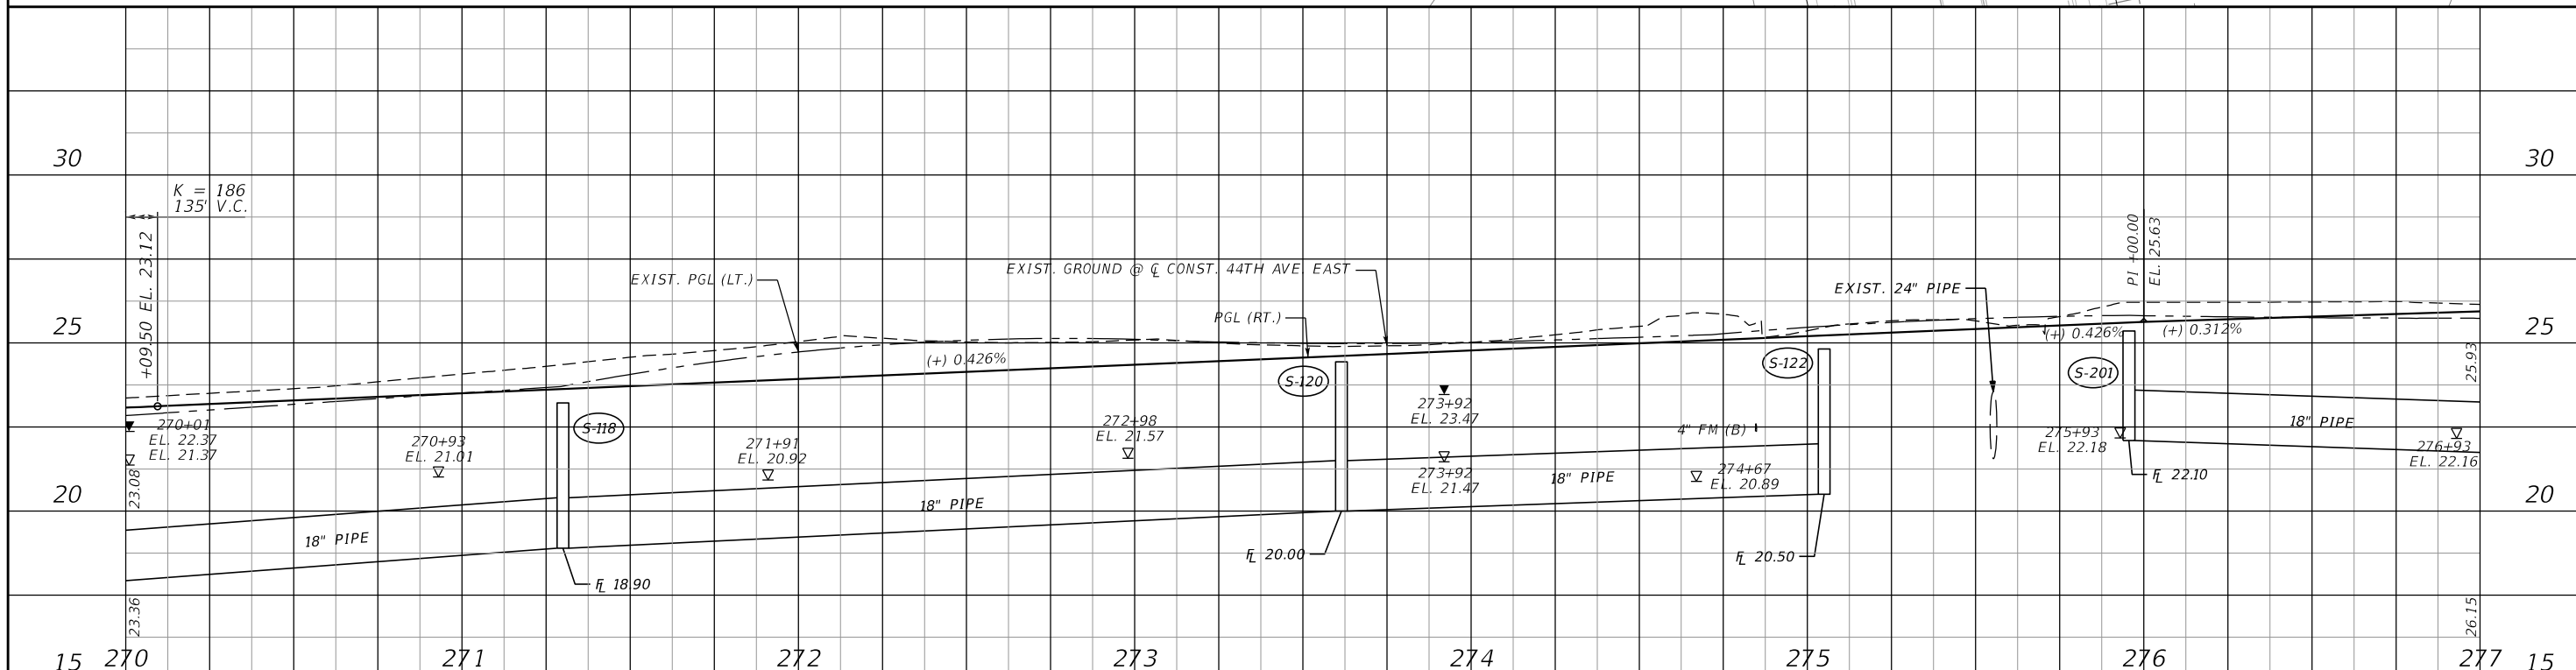 30
30
K = 186
135' V.C.
+09.50 EL. 23.12
PI +00.00
EL. 25.63
EXIST. PGL (LT.)
EXIST. GROUND @ ℄ CONST. 44TH AVE. EAST
EXIST. 24" PIPE
PGL (RT.)
25
25
(+) 0.426%
(+) 0.426%
(+) 0.312%
25.93
S-118
S-120
S-122
S-201
270+01
EL. 22.37
EL. 21.37
270+93
EL. 21.01
271+91
EL. 20.92
272+98
EL. 21.57
273+92
EL. 23.47
273+92
EL. 21.47
4" FM (B)
274+67
EL. 20.89
275+93
EL. 22.18
18" PIPE
276+93
EL. 22.16
23.08
20
20
18" PIPE
18" PIPE
18" PIPE
FL 22.10
FL 20.00
FL 20.50
FL 18.90
23.36
26.15
15
270
271
272
273
274
275
276
277
15